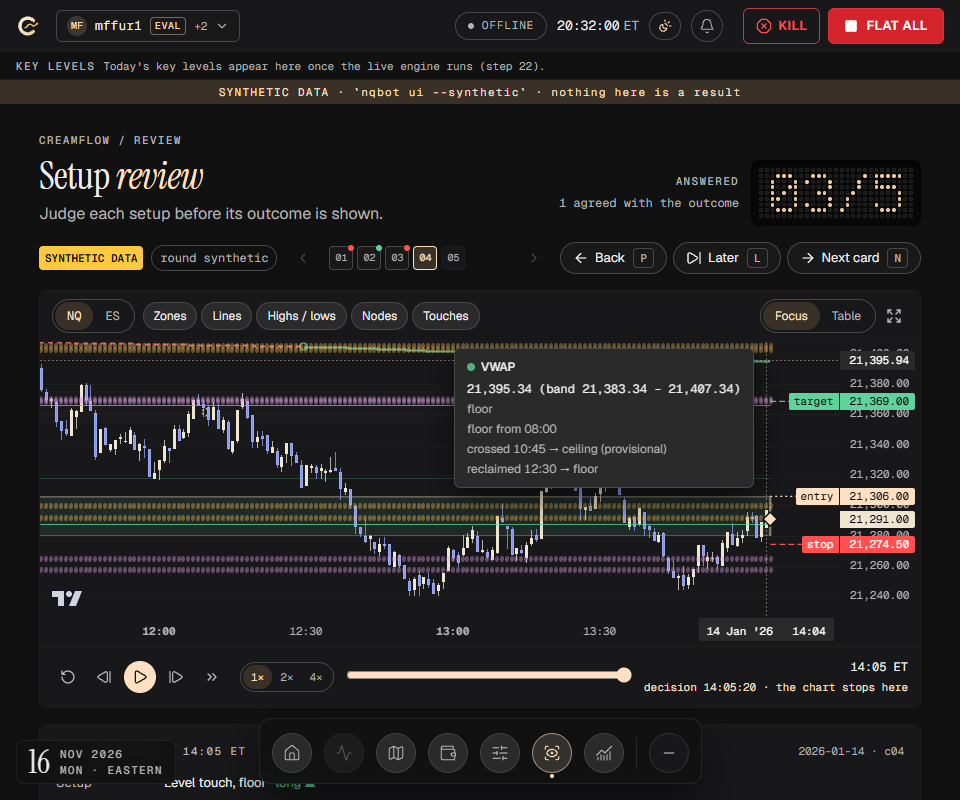 MF mffur1 EVAL +2
OFFLINE
20:32:00 ET
KILL
FLAT ALL
KEY LEVELS Today's key levels appear here once the live engine runs (step 22).
SYNTHETIC DATA · `nqbot ui --synthetic` · nothing here is a result
CREAMFLOW / REVIEW
Setup review
Judge each setup before its outcome is shown.
ANSWERED
1 agreed with the outcome
03/5
SYNTHETIC DATA
round synthetic
01 02 03 04 05
Back P
Later L
Next card N
NQ ES
Zones
Lines
Highs / lows
Nodes
Touches
Focus Table
21,395.94
21,380.00
target 21,369.00
21,360.00
21,340.00
21,320.00
entry 21,306.00
21,300.00
21,291.00
21,280.00
stop 21,274.50
21,260.00
21,240.00
VWAP
21,395.34 (band 21,383.34 – 21,407.34)
floor
floor from 08:00
crossed 10:45 → ceiling (provisional)
reclaimed 12:30 → floor
12:00 12:30 13:00 13:30
14 Jan '26 14:04
1× 2× 4×
14:05 ET
decision 14:05:20 · the chart stops here
16 NOV 2026
MON · EASTERN
14:05 ET
2026-01-14 · c04
Setup Level touch, floor long